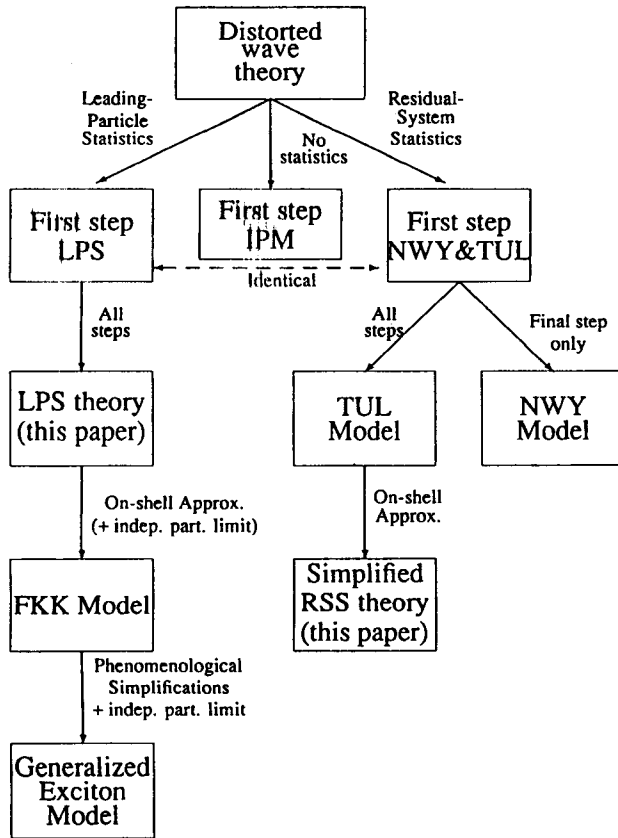 Distorted
wave
theory
Leading-
Particle
Statistics
No
statistics
Residual-
System
Statistics
First step
LPS
First step
IPM
First step
NWY&TUL
Identical
All
steps
All
steps
Final step
only
LPS theory
(this paper)
TUL
Model
NWY
Model
On-shell Approx.
(+ indep. part. limit)
On-shell
Approx.
FKK Model
Simplified
RSS theory
(this paper)
Phenomenological
Simplifications
+ indep. part. limit
Generalized
Exciton
Model